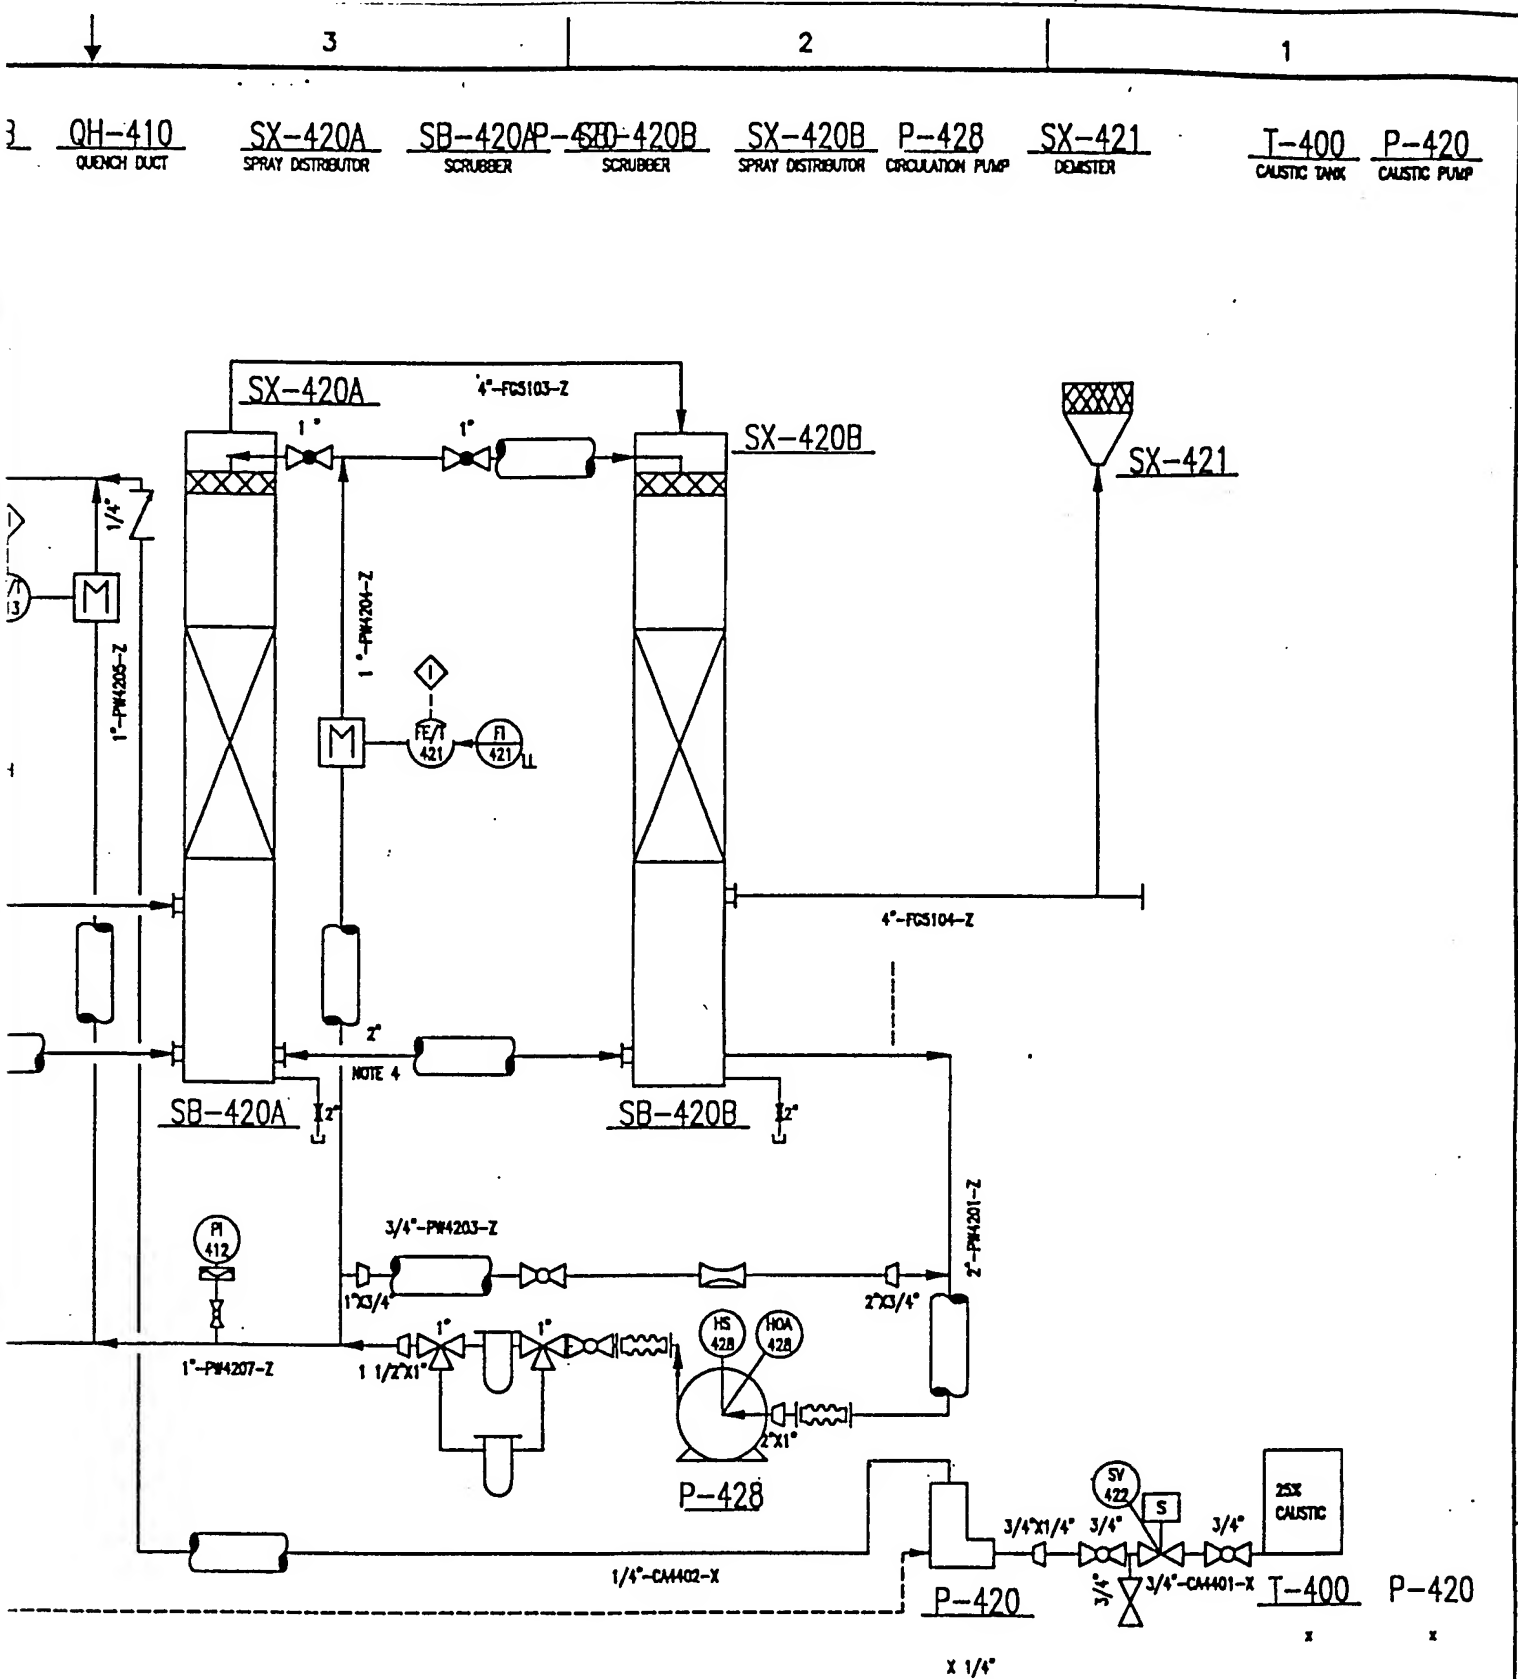 3
2
1
QH-410
QUENCH DUCT
SX-420A
SPRAY DISTRIBUTOR
SB-420A
SCRUBBER
SB-420B
SCRUBBER
SX-420B
SPRAY DISTRIBUTOR
P-428
CIRCULATION PUMP
SX-421
DEMISTER
T-400
CAUSTIC TANK
P-420
CAUSTIC PUMP
SX-420A
4"-FG5103-Z
1"
1"
SX-420B
SX-421
1/4"
M
1"-PW4205-Z
1"-PW4204-Z
I
M
FE/T
421
FI
421
LL
4"-FG5104-Z
2"
NOTE 4
SB-420A
2"
SB-420B
2"
2"-PW4201-Z
PI
412
3/4"-PW4203-Z
1"X3/4"
2"X3/4"
HS
428
HOA
428
1"
1"
1"-PW4207-Z
1 1/2"X1"
2"X1"
P-428
SV
422
S
25%
CAUSTIC
3/4"X1/4"
3/4"
3/4"
1/4"-CA4402-X
3/4"
3/4"-CA4401-X
P-420
T-400
P-420
x
x
X 1/4"